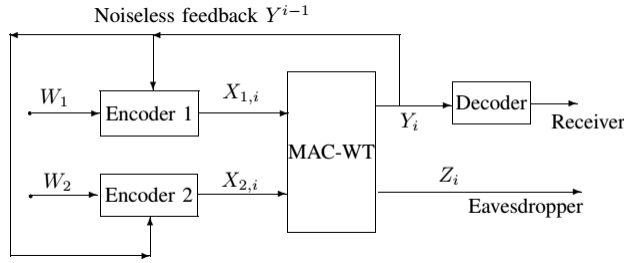 Noiseless feedback $Y^{i-1}$
$W_1$
Encoder 1
$X_{1,i}$
MAC-WT
$Y_i$
Decoder
Receiver
$W_2$
Encoder 2
$X_{2,i}$
$Z_i$
Eavesdropper